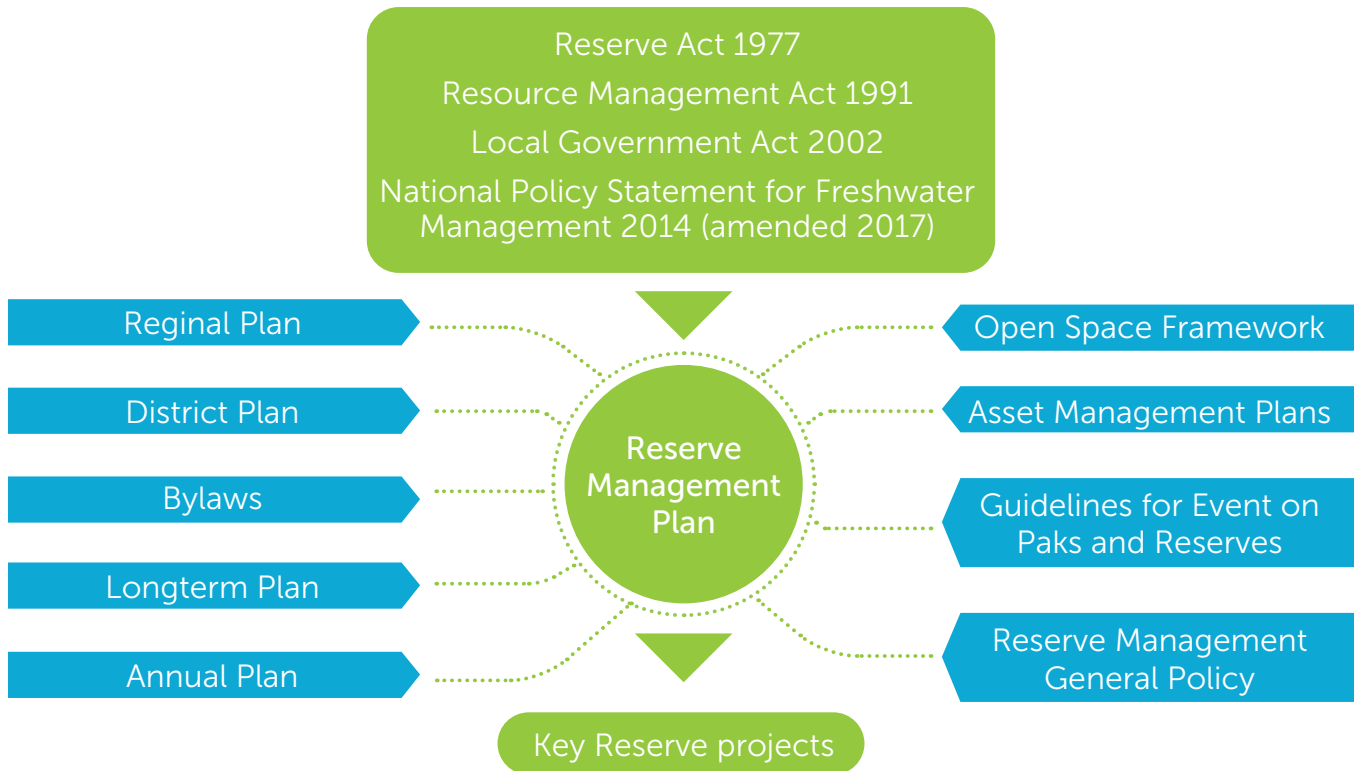 Reserve Act 1977
Resource Management Act 1991
Local Government Act 2002
National Policy Statement for Freshwater
Management 2014 (amended 2017)
Reginal Plan
District Plan
Bylaws
Longterm Plan
Annual Plan
Reserve
Management
Plan
Open Space Framework
Asset Management Plans
Guidelines for Event on
Paks and Reserves
Reserve Management
General Policy
Key Reserve projects